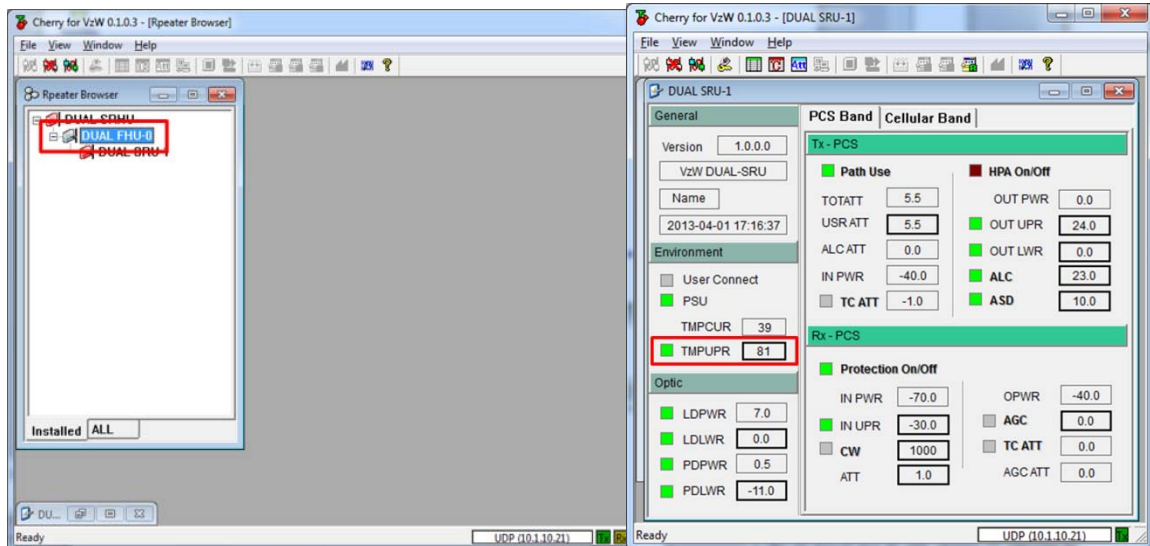 Cherry for VzW 0.1.0.3 - [Rpeater Browser]
File View Window Help
Rpeater Browser
DUAL SRHU
DUAL FHU-0
DUAL SRU-1
Installed ALL
DU...
Ready
UDP (10.1.10.21)
Tx
Cherry for VzW 0.1.0.3 - [DUAL SRU-1]
File View Window Help
DUAL SRU-1
General
Version 1.0.0.0
VzW DUAL-SRU
Name
2013-04-01 17:16:37
Environment
User Connect
PSU
TMPCUR 39
TMPUPR 81
Optic
LDPWR 7.0
LDLWR 0.0
PDPWR 0.5
PDLWR -11.0
PCS Band Cellular Band
Tx - PCS
Path Use
TOTATT 5.5
USRATT 5.5
ALCATT 0.0
IN PWR -40.0
TC ATT -1.0
HPA On/Off
OUT PWR 0.0
OUT UPR 24.0
OUT LWR 0.0
ALC 23.0
ASD 10.0
Rx - PCS
Protection On/Off
IN PWR -70.0
IN UPR -30.0
CW 1000
ATT 1.0
OPWR -40.0
AGC 0.0
TC ATT 0.0
AGCATT 0.0
Ready
UDP (10.1.10.21)
Tx